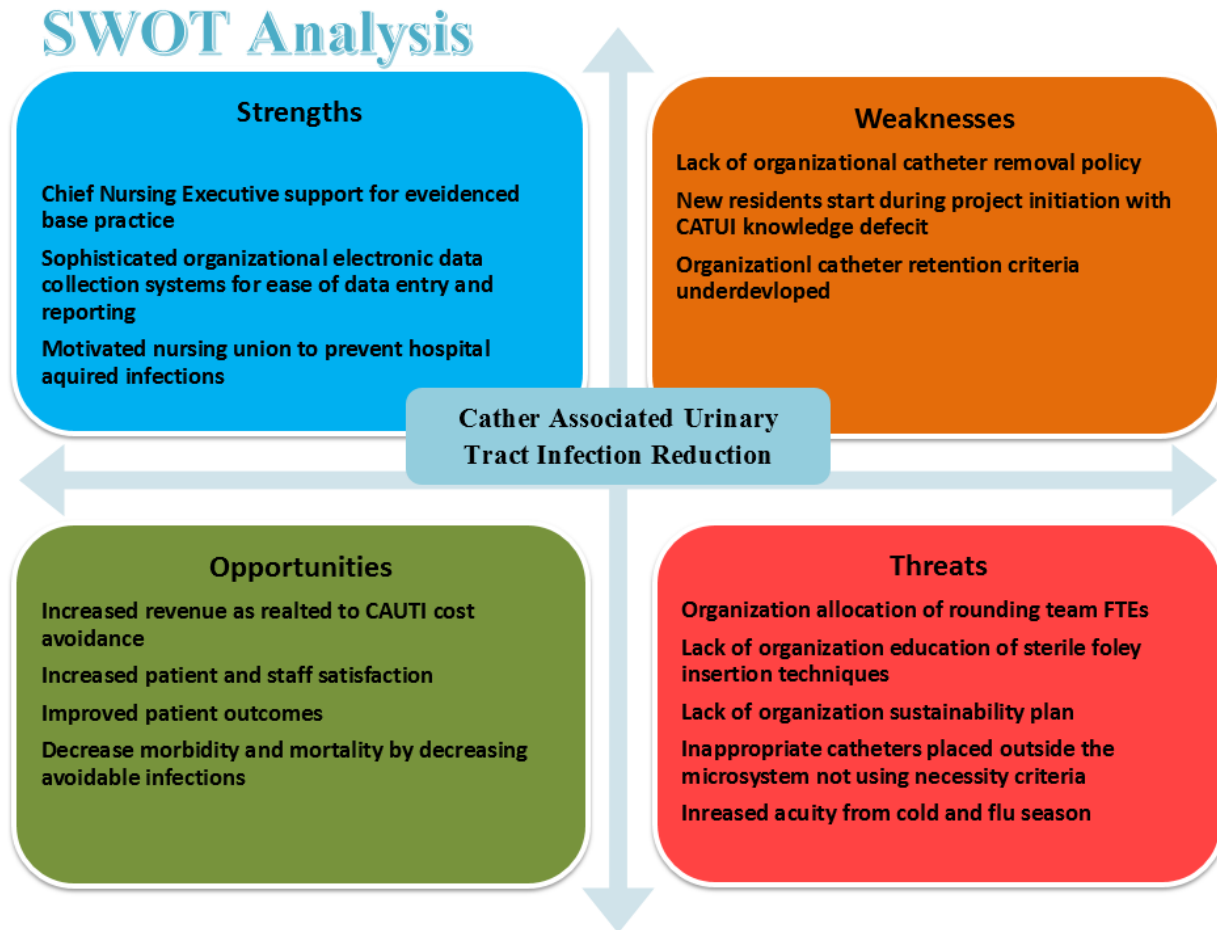 SWOT Analysis
Strengths
Chief Nursing Executive support for eveidenced
base practice
Sophisticated organizational electronic data
collection systems for ease of data entry and
reporting
Motivated nursing union to prevent hospital
aquired infections
Weaknesses
Lack of organizational catheter removal policy
New residents start during project initiation with
CATUI knowledge defecit
Organizationl catheter retention criteria
underdevloped
Cather Associated Urinary
Tract Infection Reduction
Opportunities
Increased revenue as realted to CAUTI cost
avoidance
Increased patient and staff satisfaction
Improved patient outcomes
Decrease morbidity and mortality by decreasing
avoidable infections
Threats
Organization allocation of rounding team FTEs
Lack of organization education of sterile foley
insertion techniques
Lack of organization sustainability plan
Inappropriate catheters placed outside the
microsystem not using necessity criteria
Inreased acuity from cold and flu season